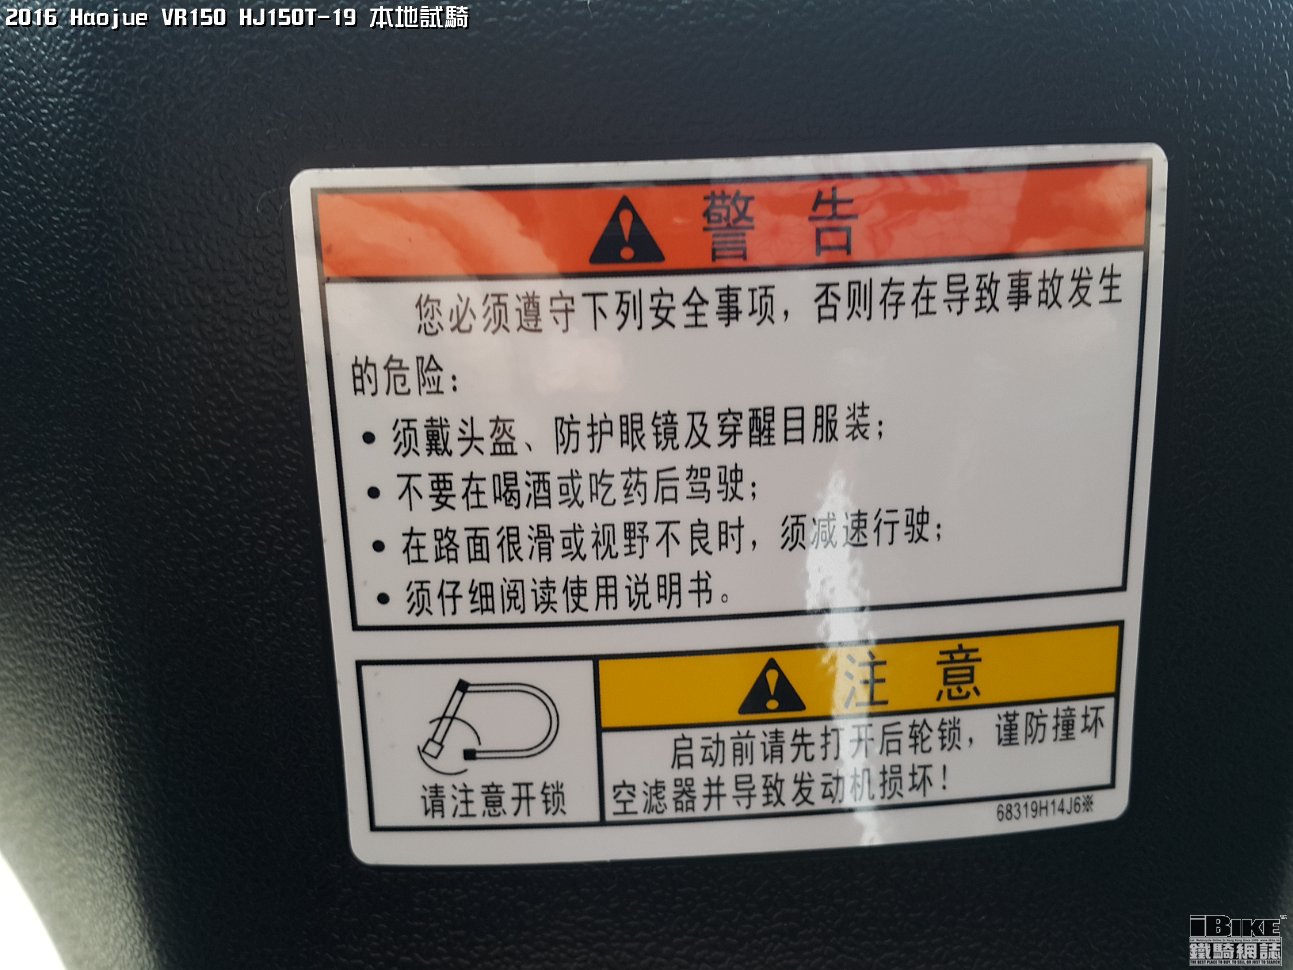 2016 Haojue VR150 HJ150T-19 本地試騎
警告
您必须遵守下列安全事项，否则存在导致事故发生
的危险：
• 须戴头盔、防护眼镜及穿醒目服装；
• 不要在喝酒或吃药后驾驶；
• 在路面很滑或视野不良时，须减速行驶；
• 须仔细阅读使用说明书。
注意
启动前请先打开后轮锁，谨防撞坏
空滤器并导致发动机损坏！
请注意开锁
68319H14J6※
iBIKE
鐵騎網誌